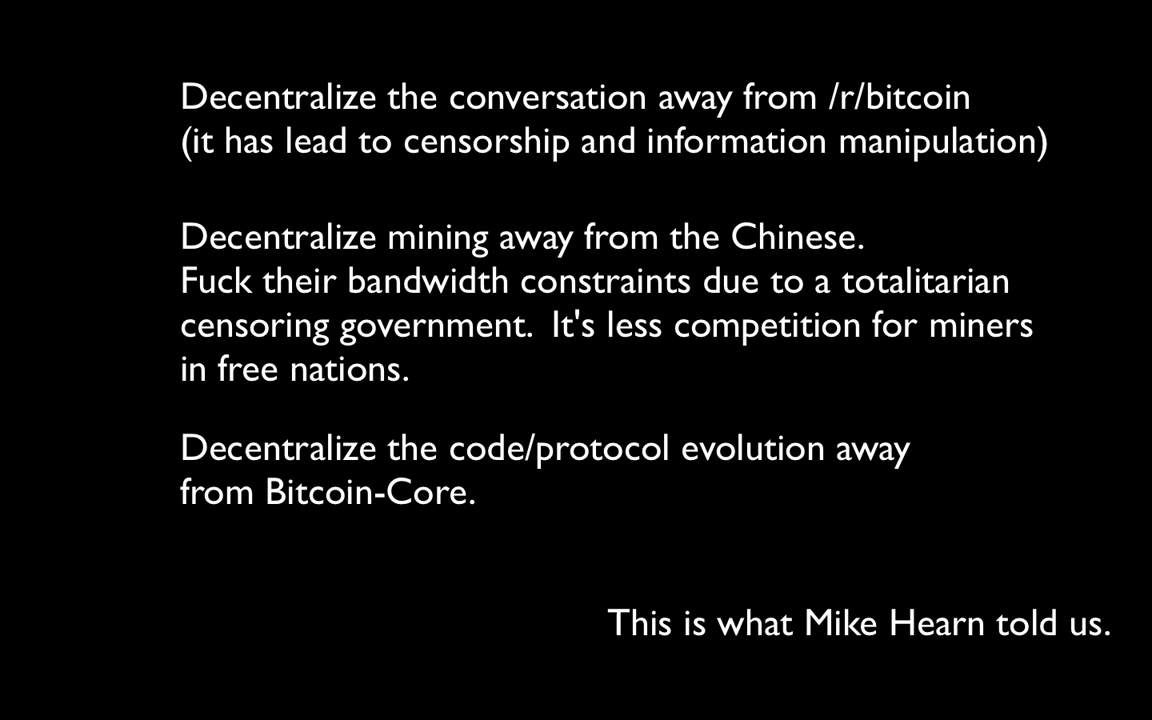 Decentralize the conversation away from /r/bitcoin
(it has lead to censorship and information manipulation)
Decentralize mining away from the Chinese.
Fuck their bandwidth constraints due to a totalitarian
censoring government.  It's less competition for miners
in free nations.
Decentralize the code/protocol evolution away
from Bitcoin-Core.
This is what Mike Hearn told us.